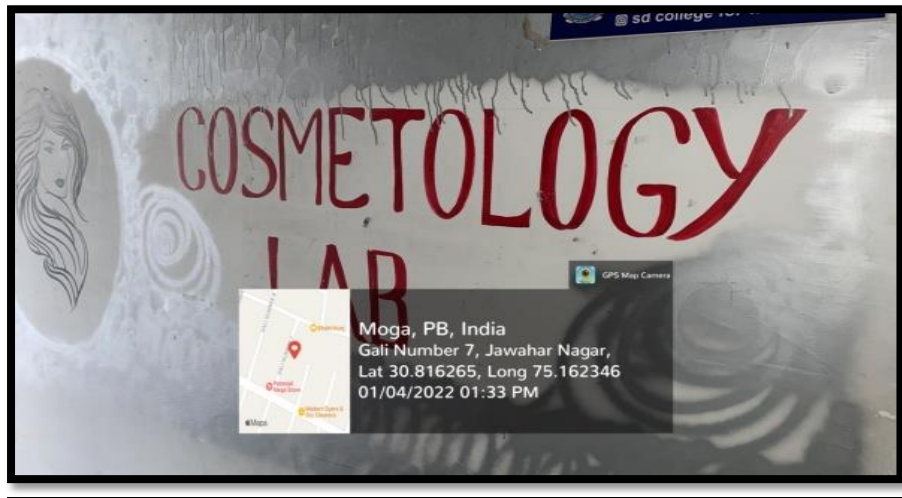 sd college
COSMETOLOGY
LAB
GPS Map Camera
Moga, PB, India
Gali Number 7, Jawahar Nagar,
Lat 30.816265, Long 75.162346
01/04/2022 01:33 PM
Maps